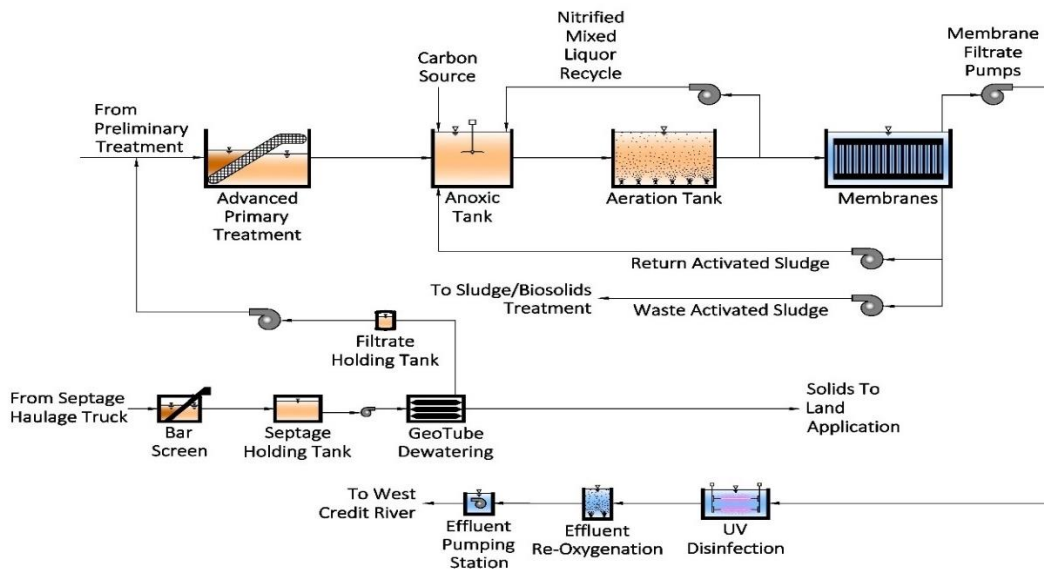 From
Preliminary
Treatment
Carbon
Source
Nitrified
Mixed
Liquor
Recycle
Membrane
Filtrate
Pumps
Advanced
Primary
Treatment
Anoxic
Tank
Aeration Tank
Membranes
Return Activated Sludge
To Sludge/Biosolids
Treatment
Waste Activated Sludge
Filtrate
Holding Tank
From Septage
Haulage Truck
Bar
Screen
Septage
Holding Tank
GeoTube
Dewatering
Solids To
Land
Application
To West
Credit River
Effluent
Pumping
Station
Effluent
Re-Oxygenation
UV
Disinfection